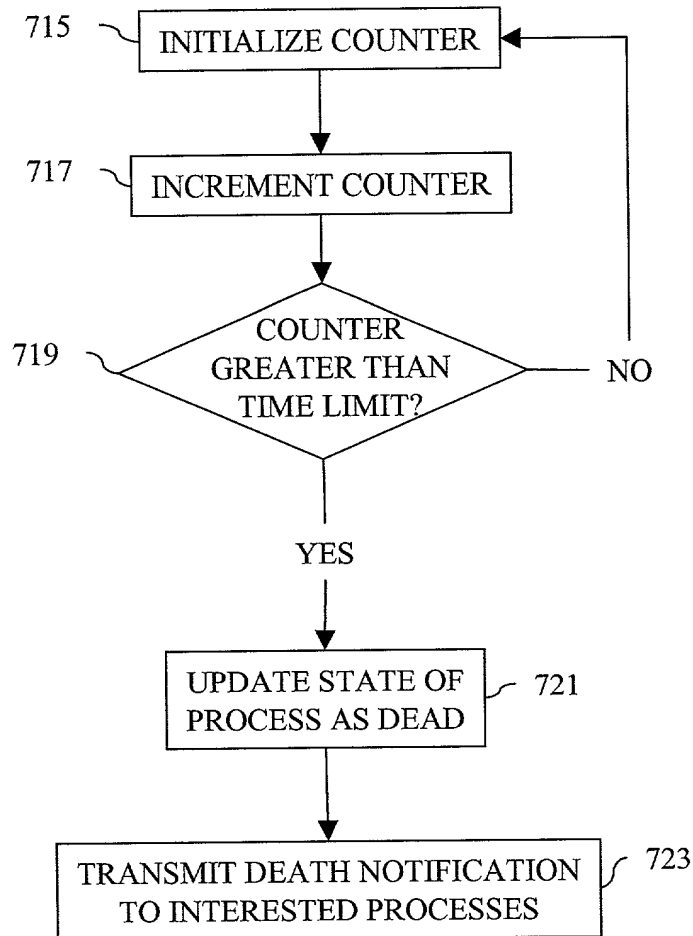 715
INITIALIZE COUNTER
717
INCREMENT COUNTER
719
COUNTER
GREATER THAN
TIME LIMIT?
NO
YES
UPDATE STATE OF
PROCESS AS DEAD
721
TRANSMIT DEATH NOTIFICATION
TO INTERESTED PROCESSES
723